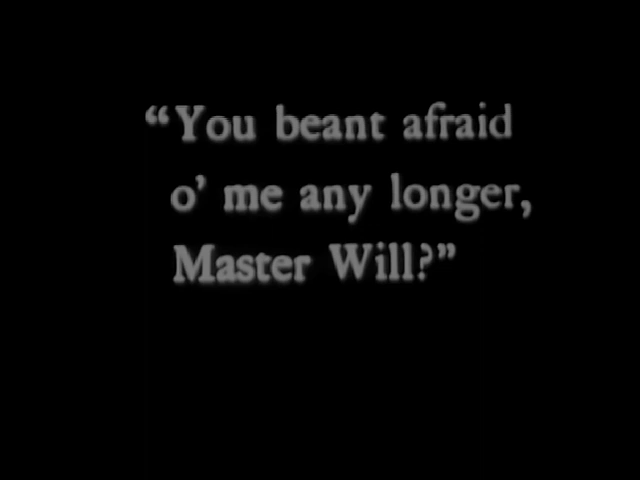 “You beant afraid
o’ me any longer,
Master Will?”